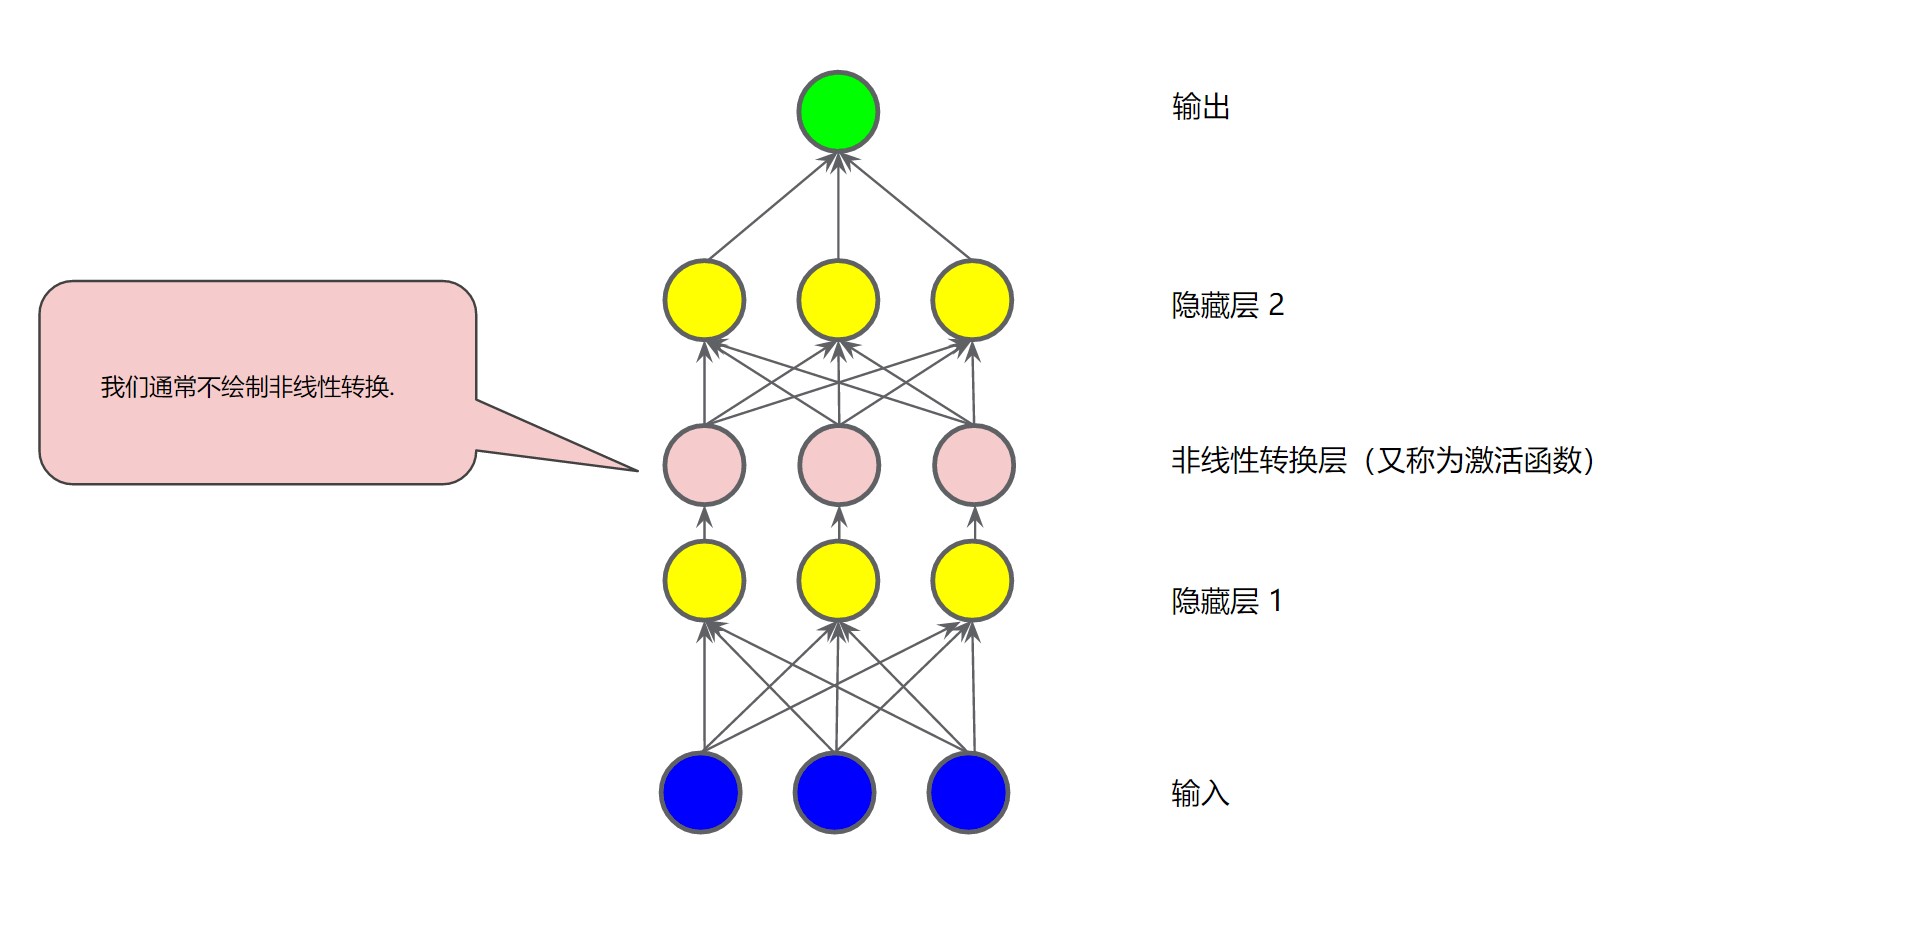 输出
隐藏层 2
我们通常不绘制非线性转换.
非线性转换层（又称为激活函数）
隐藏层 1
输入